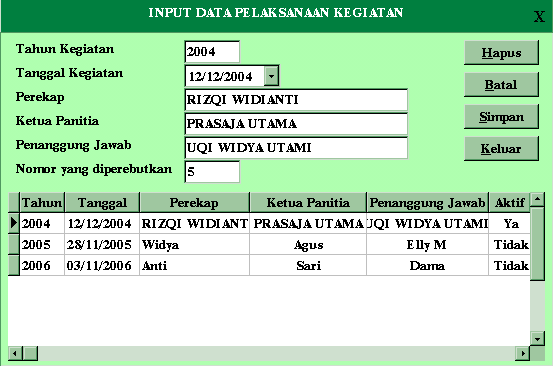 INPUT DATA PELAKSANAAN KEGIATAN X
Tahun Kegiatan 2004 Hapus
Tanggal Kegiatan 12/12/2004 Batal
Perekap RIZQI WIDIANTI
Ketua Panitia PRASAJA UTAMA Simpan
Penanggung Jawab UQI WIDYA UTAMI Keluar
Nomor yang diperebutkan 5
Tahun Tanggal Perekap Ketua Panitia Penanggung Jawab Aktif
2004 12/12/2004 RIZQI WIDIANT PRASAJA UTAMA UQI WIDYA UTAMI Ya
2005 28/11/2005 Widya Agus Elly M Tidak
2006 03/11/2006 Anti Sari Dama Tidak